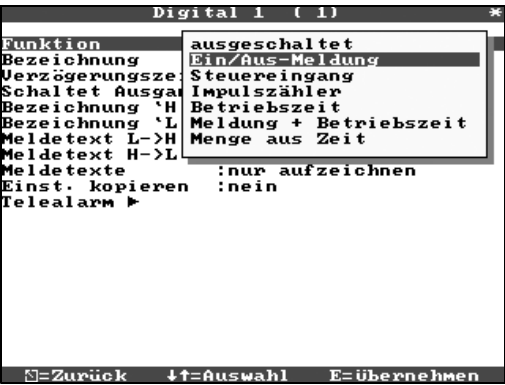 Digital 1 ( 1) *
Funktion
Bezeichnung
Verzögerungsze
Schaltet Ausga
Bezeichnung 'H
Bezeichnung 'L
Meldetext L->H
Meldetext H->L
Meldetexte :nur aufzeichnen
Einst. kopieren :nein
Telealarm ►
ausgeschaltet
Ein/Aus-Meldung
Steuereingang
Impulszähler
Betriebszeit
Meldung + Betriebszeit
Menge aus Zeit
=Zurück ↓↑=Auswahl E=übernehmen